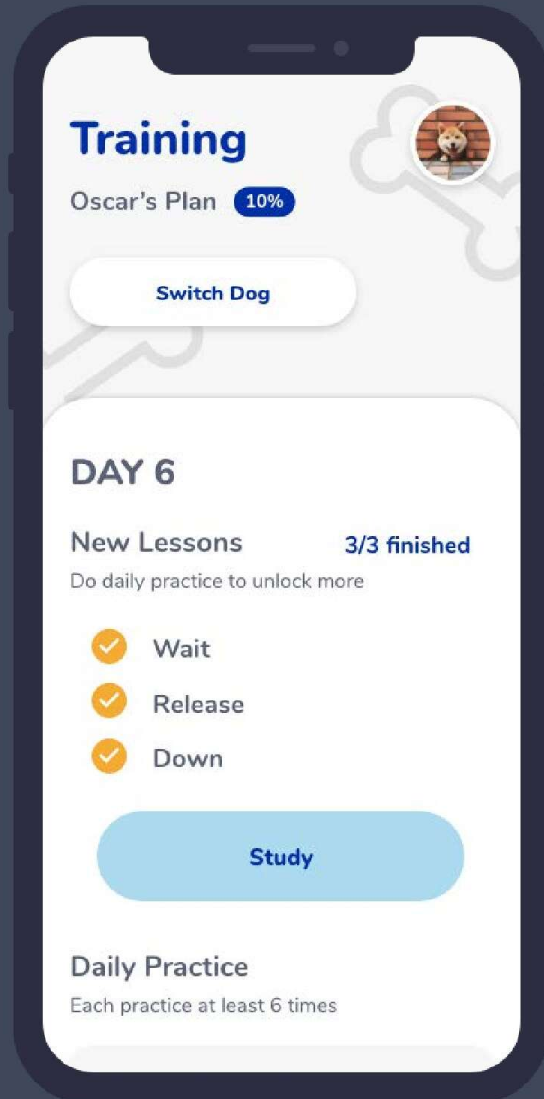 Training
Oscar's Plan 10%
Switch Dog
DAY 6
New Lessons 3/3 finished
Do daily practice to unlock more
Wait
Release
Down
Study
Daily Practice
Each practice at least 6 times